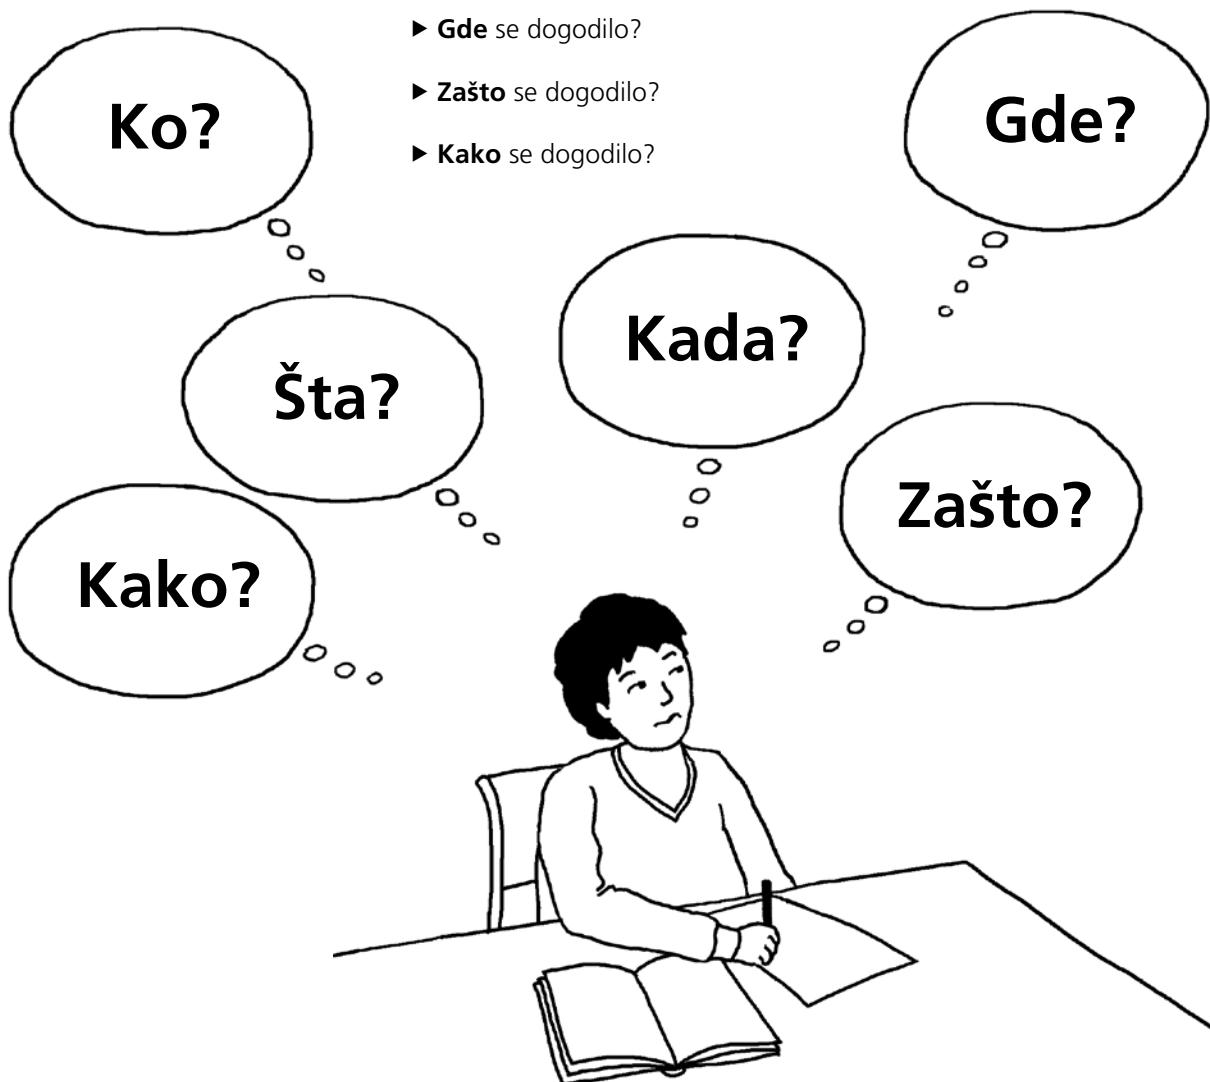 ▶ Gde se dogodilo?
▶ Zašto se dogodilo?
▶ Kako se dogodilo?
Ko?
Gde?
Kada?
Šta?
Zašto?
Kako?